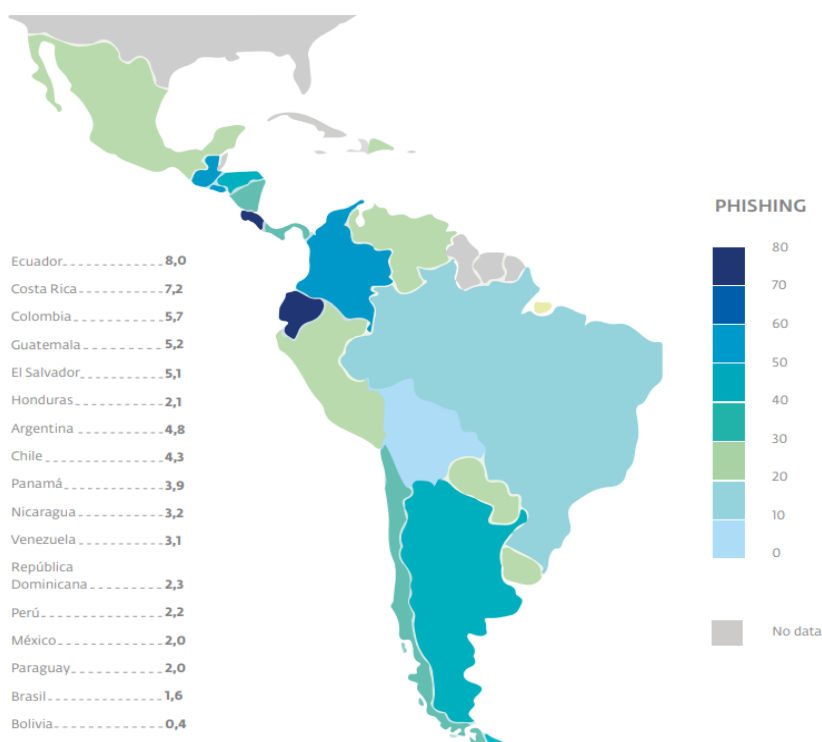 PHISHING
Ecuador 8,0
Costa Rica 7,2
Colombia 5,7
Guatemala 5,2
El Salvador 5,1
Honduras 2,1
Argentina 4,8
Chile 4,3
Panamá 3,9
Nicaragua 3,2
Venezuela 3,1
República
Dominicana 2,3
Perú 2,2
México 2,0
Paraguay 2,0
Brasil 1,6
Bolivia 0,4
80
70
60
50
40
30
20
10
0
No data